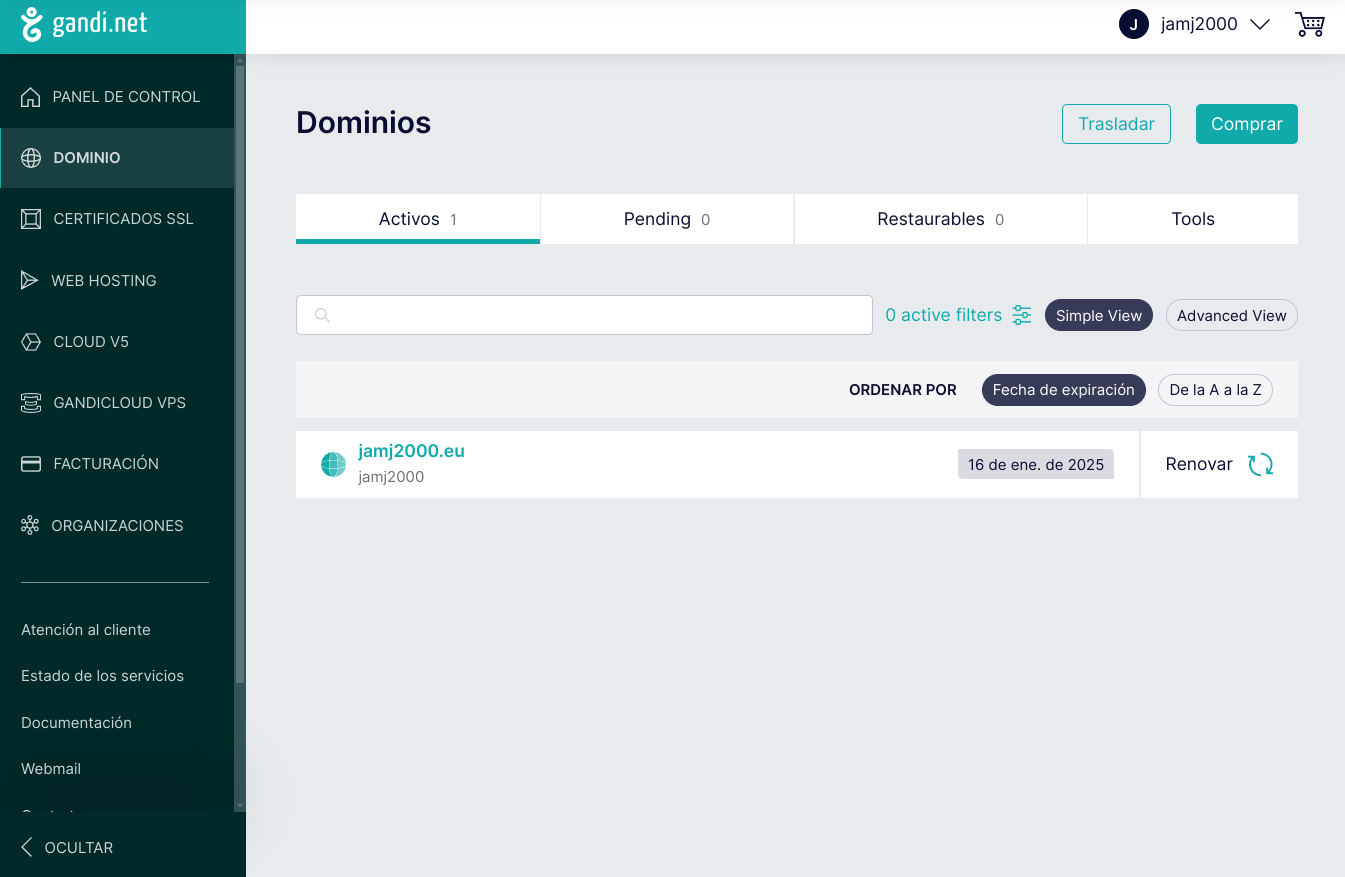 gandi.net
J jamj2000
PANEL DE CONTROL
DOMINIO
CERTIFICADOS SSL
WEB HOSTING
CLOUD V5
GANDICLOUD VPS
FACTURACIÓN
ORGANIZACIONES
Atención al cliente
Estado de los servicios
Documentación
Webmail
OCULTAR
Dominios
Trasladar Comprar
Activos 1 Pending 0 Restaurables 0 Tools
0 active filters Simple View Advanced View
ORDENAR POR Fecha de expiración De la A a la Z
jamj2000.eu
jamj2000
16 de ene. de 2025 Renovar